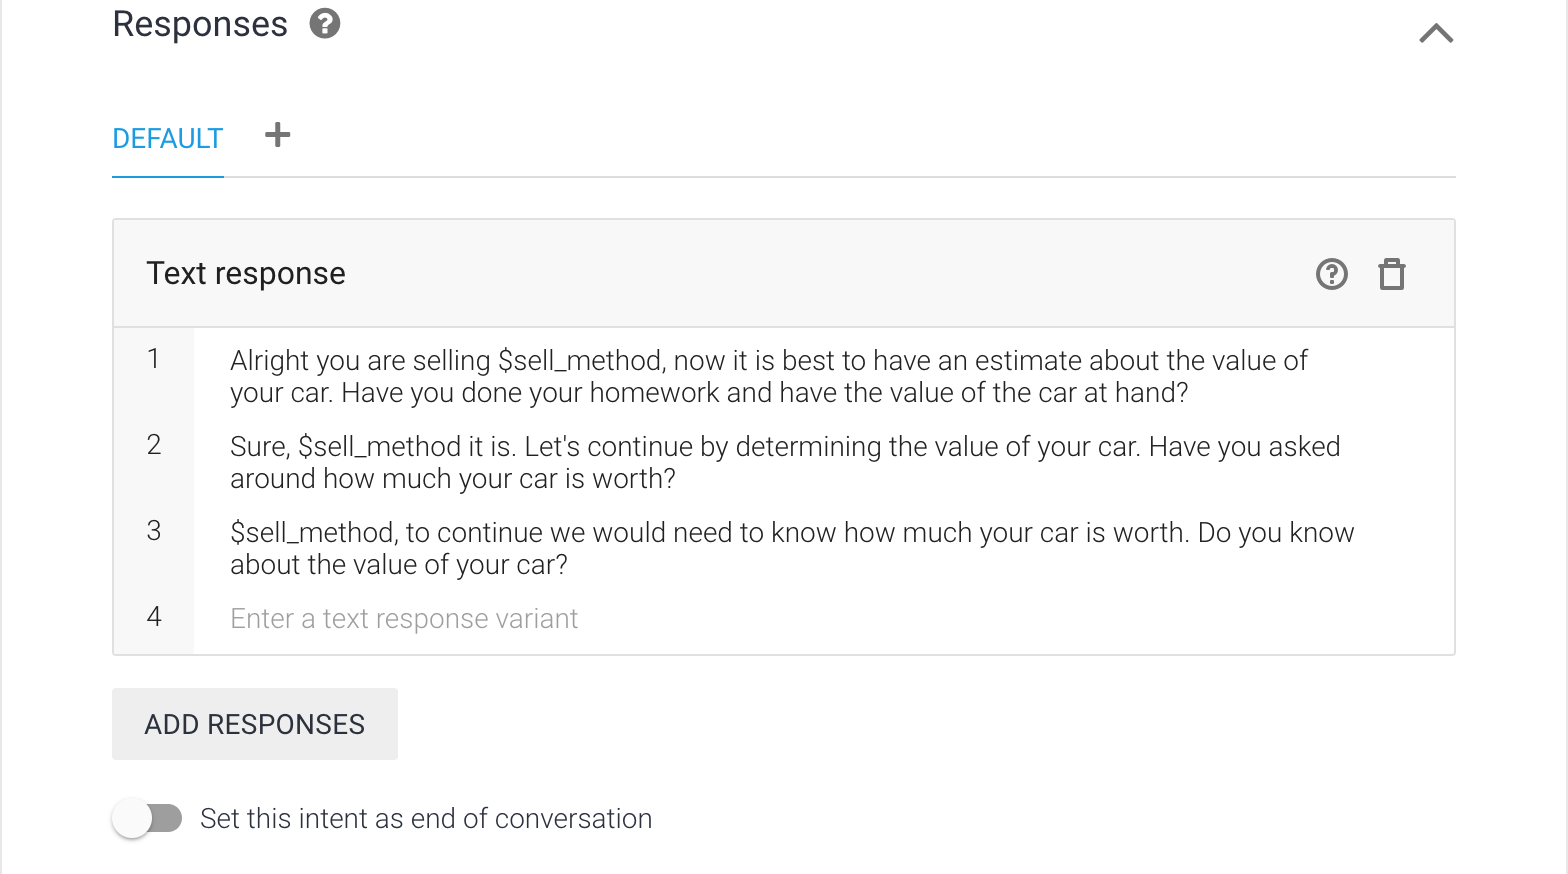 Responses ?
DEFAULT +
Text response ?
1 Alright you are selling $sell_method, now it is best to have an estimate about the value of
your car. Have you done your homework and have the value of the car at hand?
2 Sure, $sell_method it is. Let's continue by determining the value of your car. Have you asked
around how much your car is worth?
3 $sell_method, to continue we would need to know how much your car is worth. Do you know
about the value of your car?
4 Enter a text response variant
ADD RESPONSES
Set this intent as end of conversation